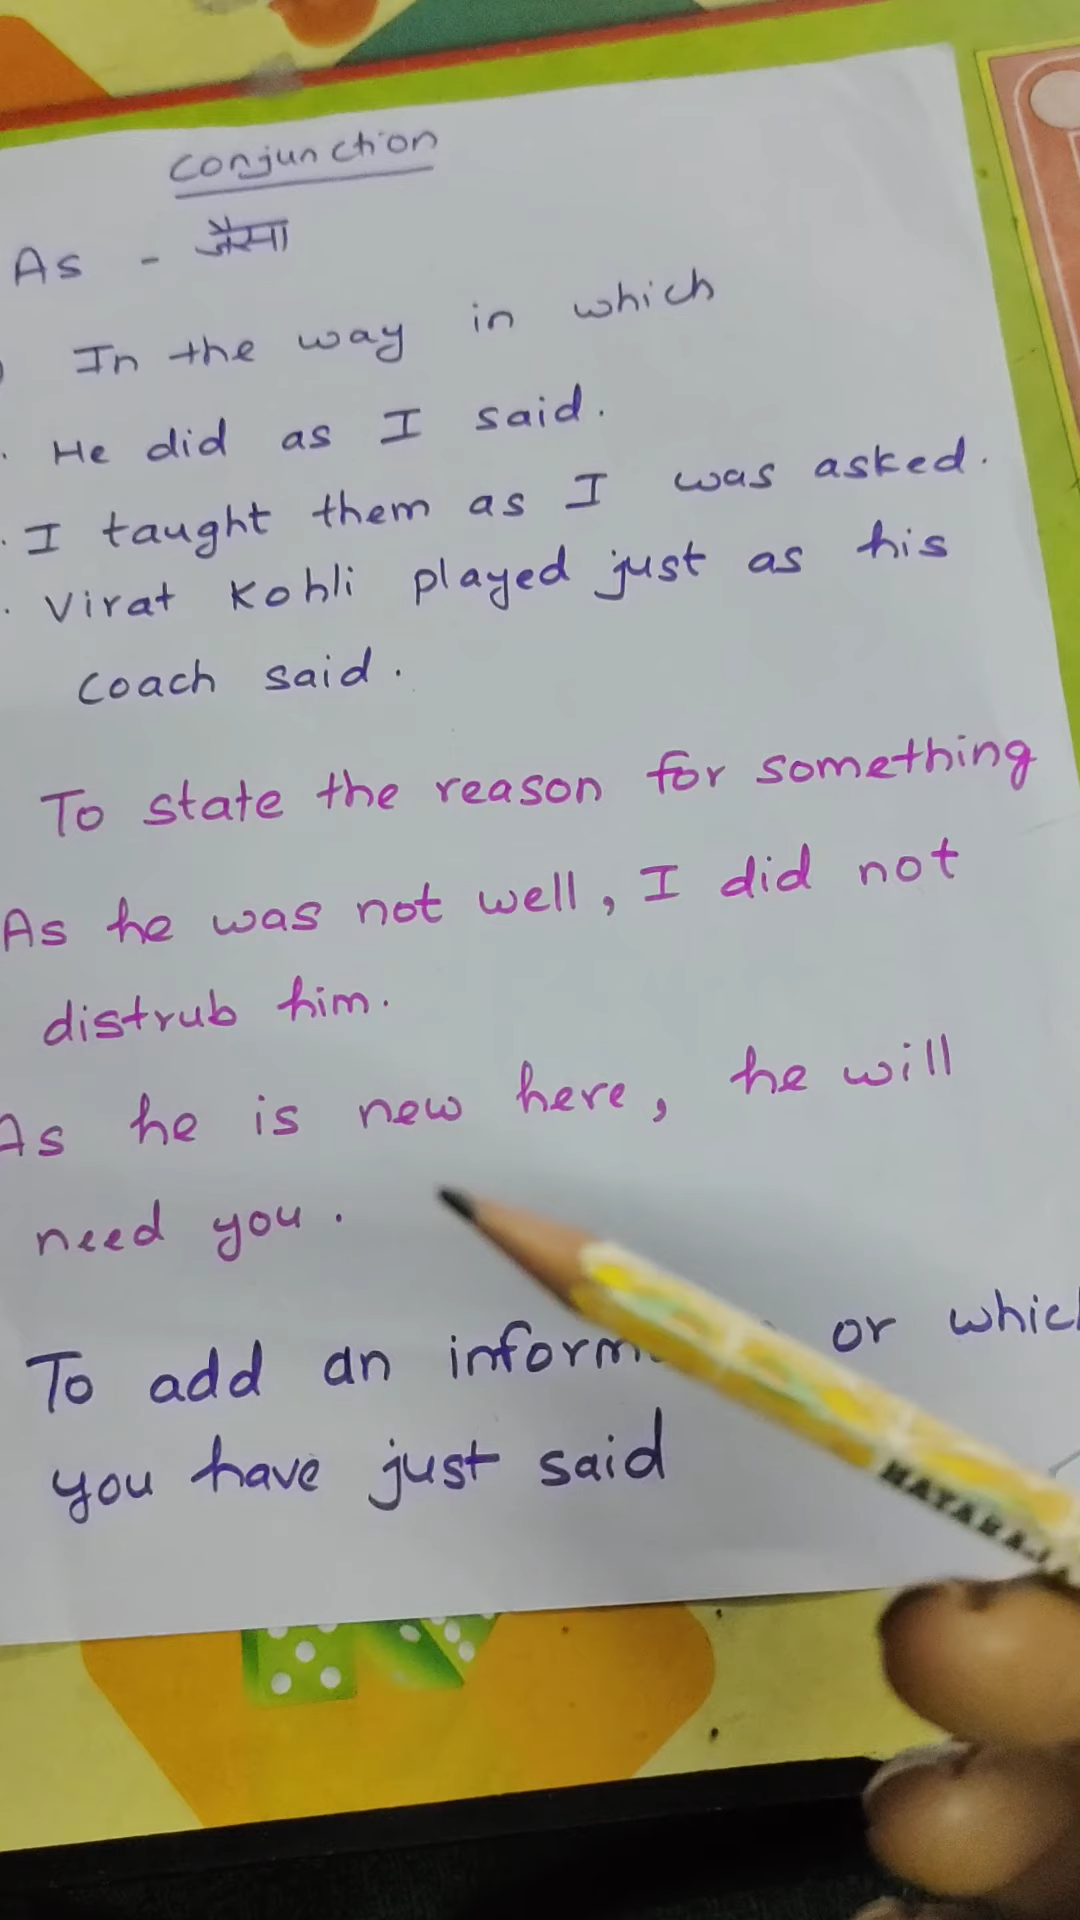 Conjunction
As - जैसा
In the way in which
He did as I said.
I taught them as I was asked.
Virat Kohli played just as his
coach said.
To state the reason for something
As he was not well, I did not
distrub him.
As he is new here, he will
need you.
To add an or which
you have just said